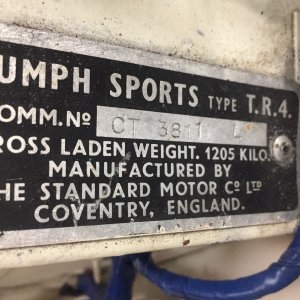 UMPH SPORTS TYPE T.R.4.
OMM. Nº CT 3811 L
ROSS LADEN WEIGHT. 1205 KILO.
MANUFACTURED BY
HE STANDARD MOTOR Cº LTD
COVENTRY, ENGLAND.